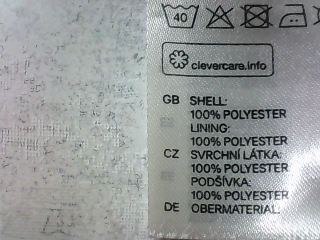 40
clevercare.info
GB SHELL:
100% POLYESTER
LINING:
100% POLYESTER
CZ SVRCHNÍ LÁTKA:
100% POLYESTER
PODŠÍVKA:
100% POLYESTER
DE OBERMATERIAL: